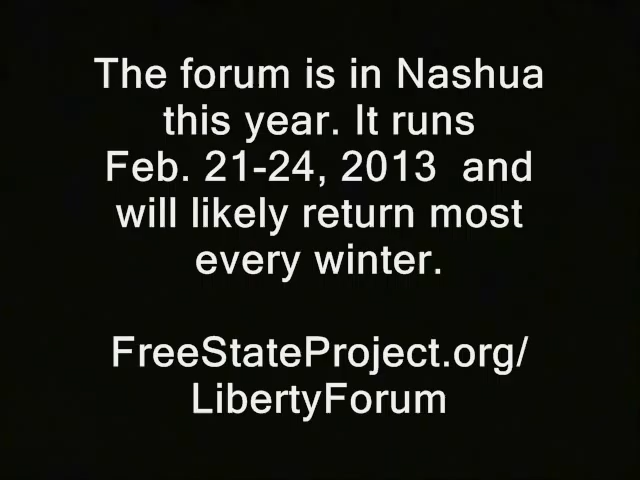 The forum is in Nashua
this year. It runs
Feb. 21-24, 2013  and
will likely return most
every winter.
FreeStateProject.org/
LibertyForum